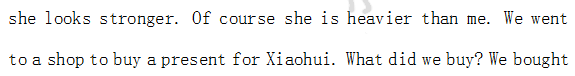 she looks stronger. Of course she is heavier than me. We went
to a shop to buy a present for Xiaohui. What did we buy? We bought